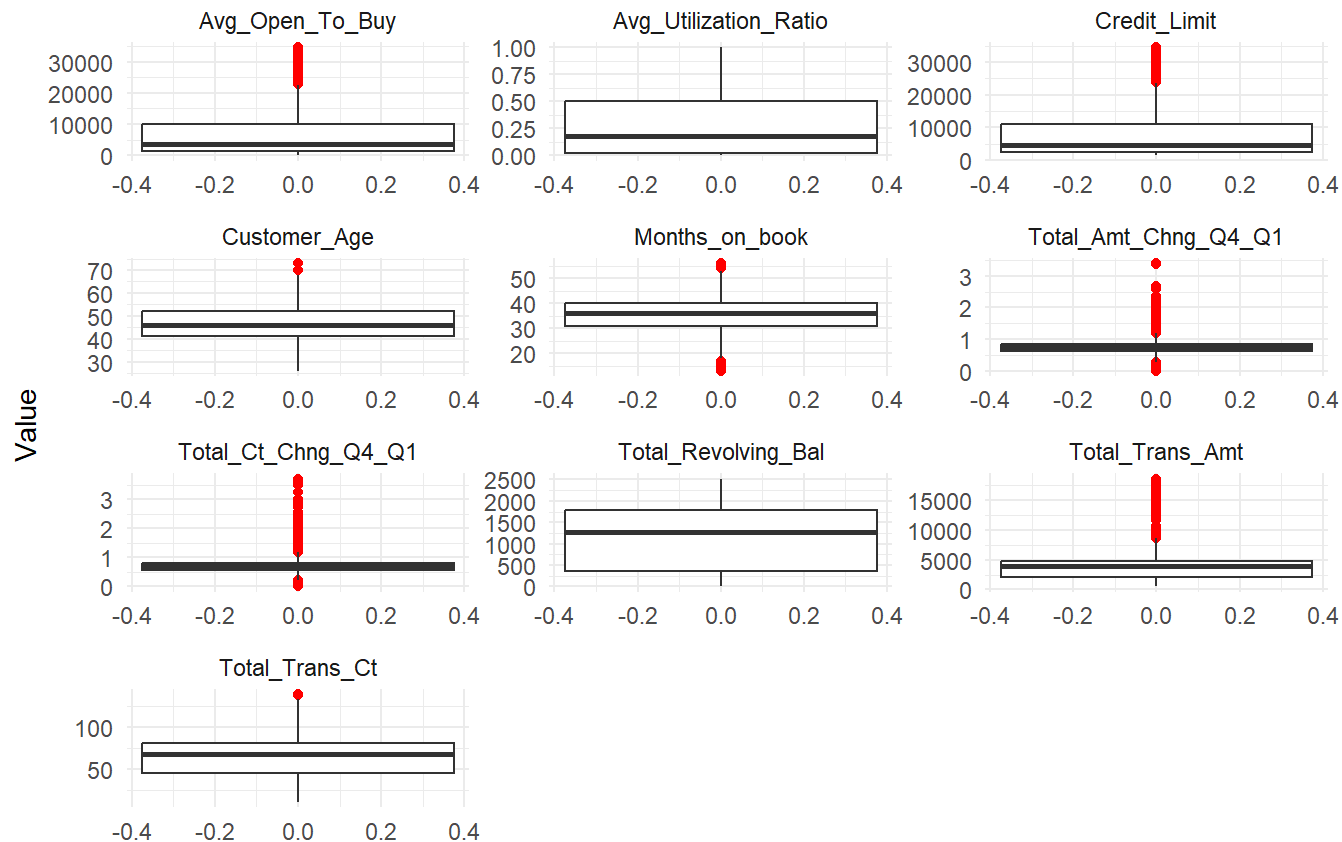 Avg_Open_To_Buy Avg_Utilization_Ratio Credit_Limit
30000 1.00 30000
20000 0.75 20000
10000 0.50 10000
0 0.25 0
0.00
-0.4 -0.2 0.0 0.2 0.4 -0.4 -0.2 0.0 0.2 0.4 -0.4 -0.2 0.0 0.2 0.4
Customer_Age Months_on_book Total_Amt_Chng_Q4_Q1
70 50 3
60 40 2
50 30 1
40 20 0
30
-0.4 -0.2 0.0 0.2 0.4 -0.4 -0.2 0.0 0.2 0.4 -0.4 -0.2 0.0 0.2 0.4
Value
Total_Ct_Chng_Q4_Q1 Total_Revolving_Bal Total_Trans_Amt
3 2500 15000
2 2000 10000
1 1500 5000
0 1000 0
500
0
-0.4 -0.2 0.0 0.2 0.4 -0.4 -0.2 0.0 0.2 0.4 -0.4 -0.2 0.0 0.2 0.4
Total_Trans_Ct
100
50
-0.4 -0.2 0.0 0.2 0.4